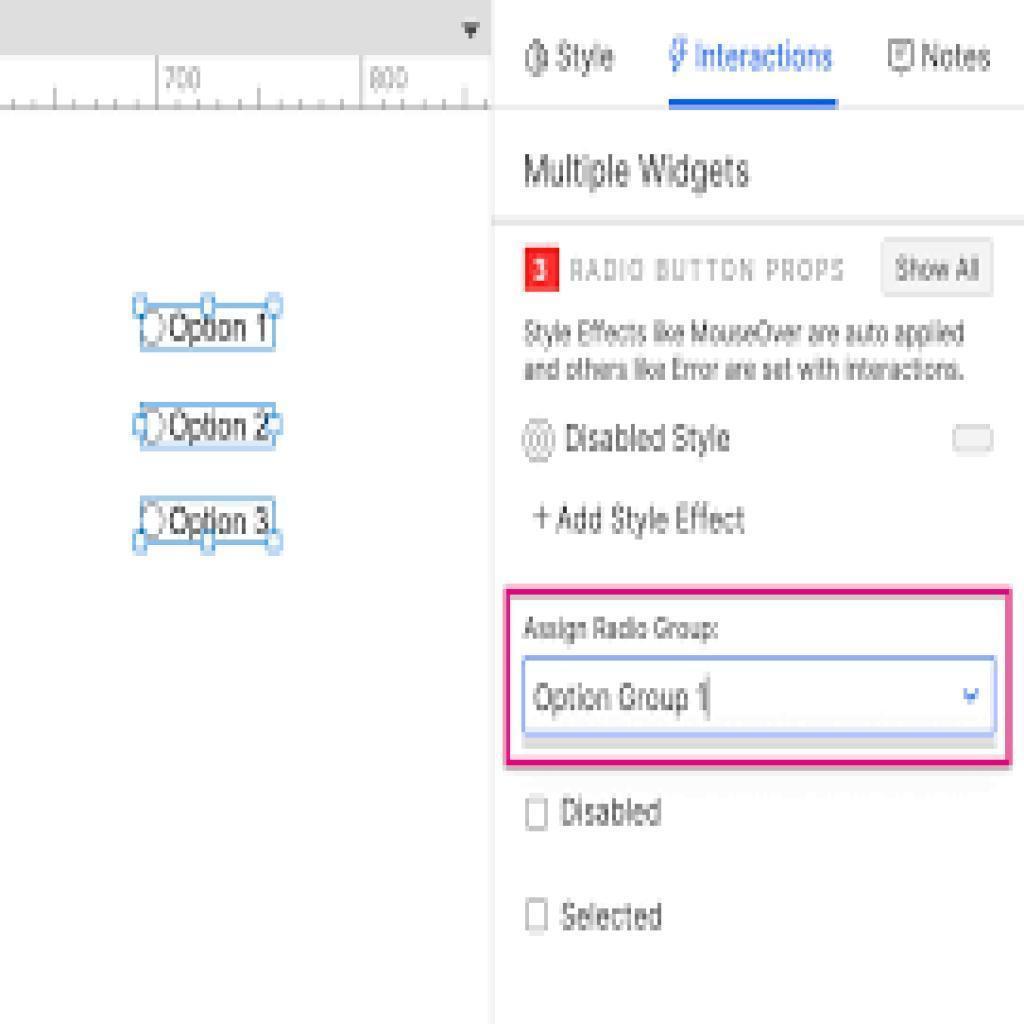 700 800
Option 1
Option 2
Option 3
Style Interactions Notes
Multiple Widgets
3 RADIO BUTTON PROPS Show All
Style Effects like MouseOver are auto applied
and others like Error are set with interactions.
Disabled Style
+ Add Style Effect
Assign Radio Group:
Option Group 1
Disabled
Selected